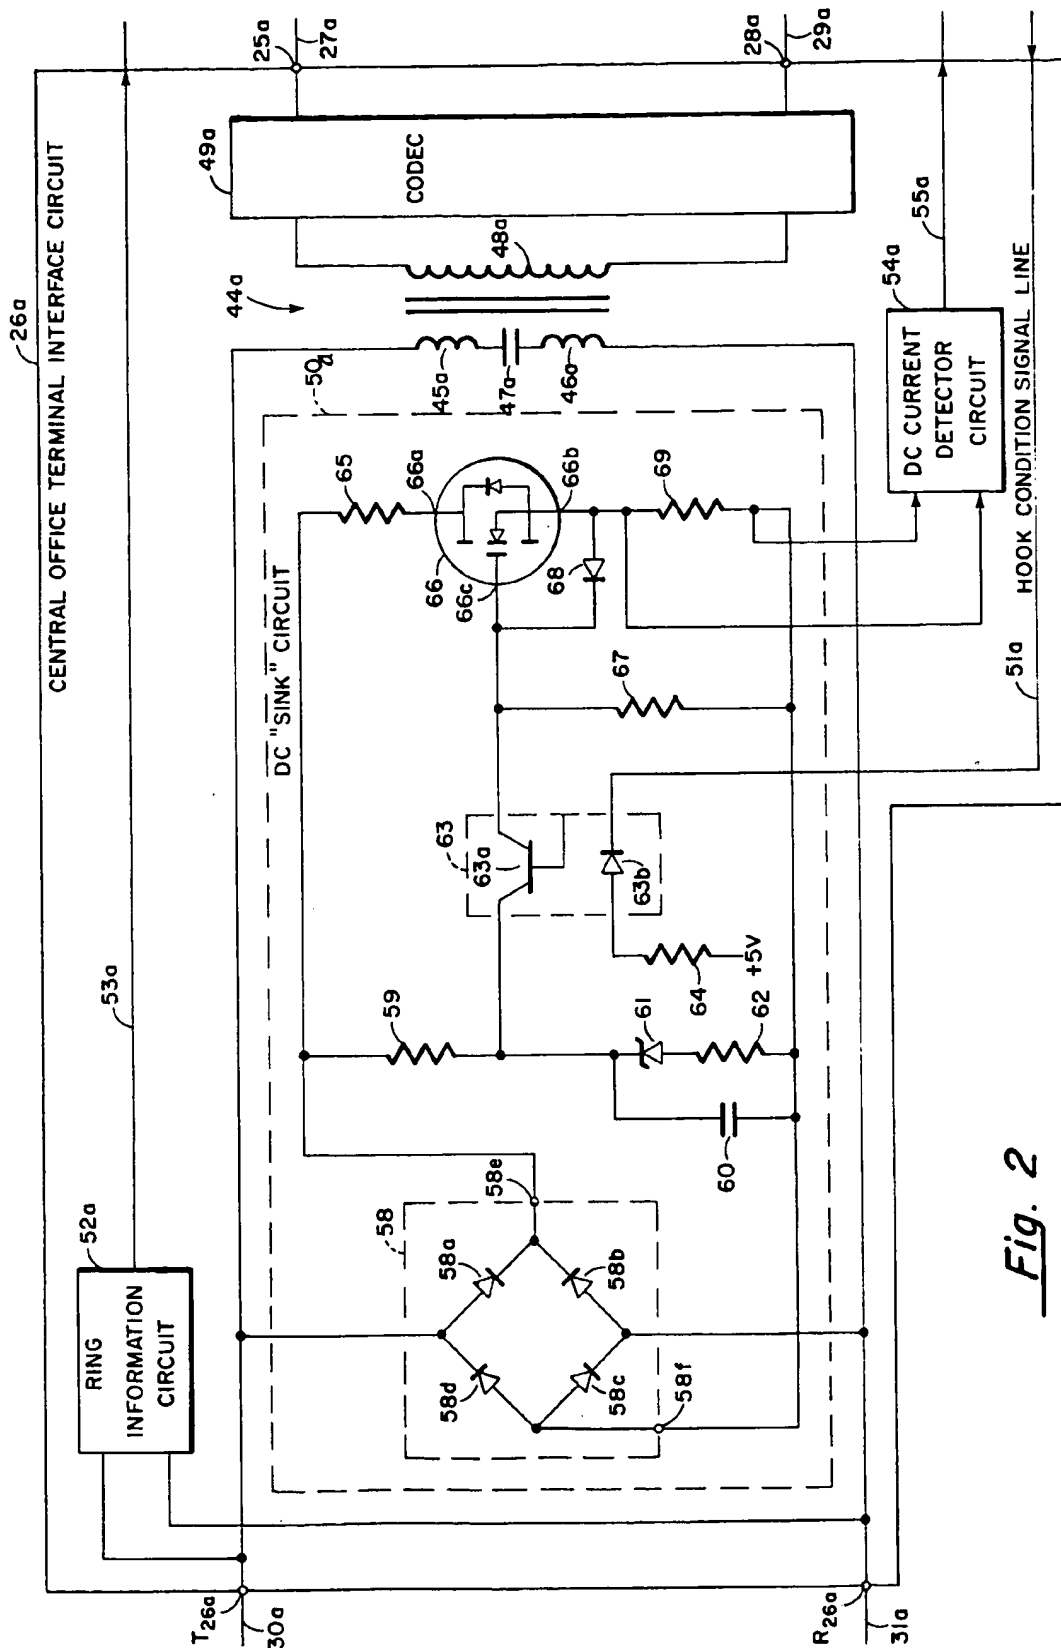 26a
CENTRAL OFFICE TERMINAL INTERFACE CIRCUIT
53a
52a
RING
INFORMATION
CIRCUIT
T26a
30a
R26a
31a
25a
27a
28a
29a
49a
CODEC
44a
48a
45a
47a
46a
50a
DC "SINK" CIRCUIT
58
58a
58b
58c
58d
58e
58f
59
60
61
62
63
63a
63b
64
+5V
65
66
66a
66b
66c
67
68
69
54a
55a
DC CURRENT
DETECTOR
CIRCUIT
HOOK CONDITION SIGNAL LINE
51a
Fig. 2